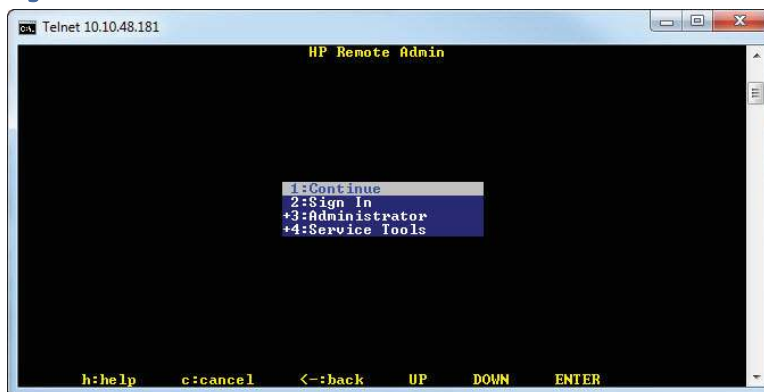 Telnet 10.10.48.181
HP Remote Admin
1:Continue
2:Sign In
+3:Administrator
+4:Service Tools
h:help c:cancel <-:back UP DOWN ENTER